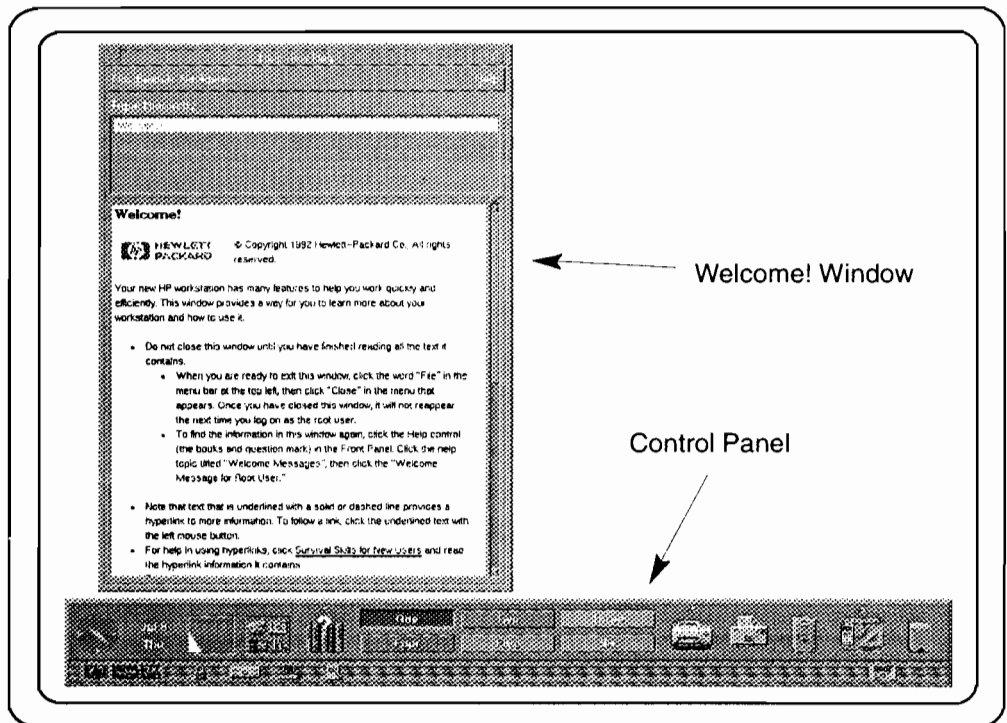 Welcome!
HEWLETT
PACKARD
© Copyright 1992 Hewlett-Packard Co., All rights
reserved.
Your new HP workstation has many features to help you work quickly and
efficiently. This window provides a way for you to learn more about your
workstation and how to use it.
• Do not close this window until you have finished reading all the text it
contains.
• When you are ready to exit this window, click the word "File" in the
menu bar at the top left, then click "Close" in the menu that
appears. Once you have closed this window, it will not reappear
the next time you log on as the root user.
• To find the information in this window again, click the Help control
(the books and question mark) in the Front Panel. Click the help
topic titled "Welcome Messages", then click the "Welcome
Message for Root User."
• Note that text that is underlined with a solid or dashed line provides a
hyperlink to more information. To follow a link, click the underlined text with
the left mouse button.
• For help in using hyperlinks, click Survival Skills for New Users and read
the hyperlink information it contains
Welcome! Window
Control Panel
One